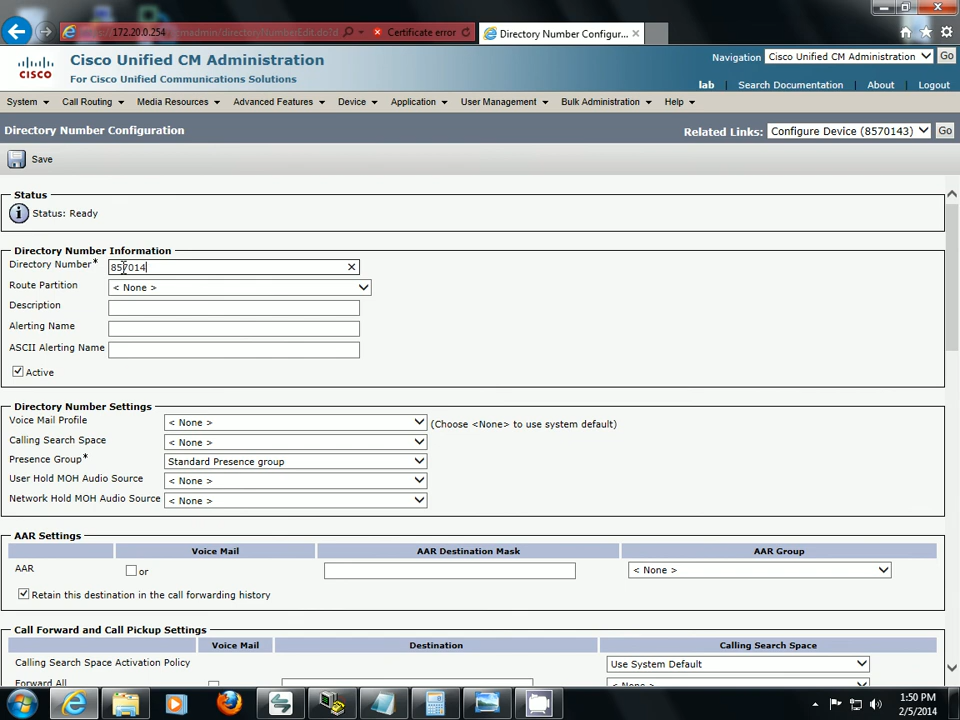 172.20.0.254
Certificate error
Directory Number Configur...
CISCO
Cisco Unified CM Administration
For Cisco Unified Communications Solutions
Navigation Cisco Unified CM Administration Go
lab Search Documentation About Logout
System Call Routing Media Resources Advanced Features Device Application User Management Bulk Administration Help
Directory Number Configuration
Related Links: Configure Device (8570143) Go
Save
Status
Status: Ready
Directory Number Information
Directory Number* 857014
Route Partition < None >
Description
Alerting Name
ASCII Alerting Name
Active
Directory Number Settings
Voice Mail Profile < None > (Choose <None> to use system default)
Calling Search Space < None >
Presence Group* Standard Presence group
User Hold MOH Audio Source < None >
Network Hold MOH Audio Source < None >
AAR Settings
Voice Mail AAR Destination Mask AAR Group
AAR or < None >
Retain this destination in the call forwarding history
Call Forward and Call Pickup Settings
Voice Mail Destination Calling Search Space
Calling Search Space Activation Policy Use System Default
Forward All < None >
1:50 PM
2/5/2014